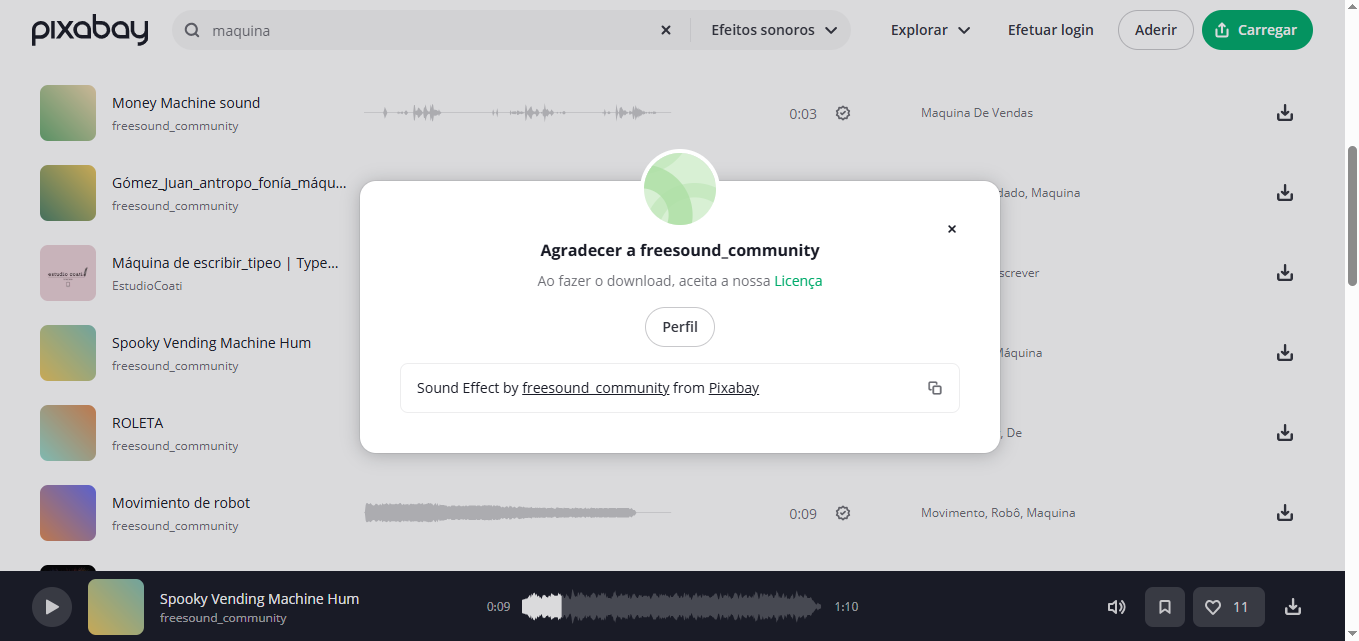 pixabay
maquina
Efeitos sonoros
Explorar
Efetuar login
Aderir
Carregar
Money Machine sound
freesound_community
0:03
Maquina De Vendas
Gómez_Juan_antropo_fonía_máqu...
freesound_community
dado, Maquina
Máquina de escribir_tipeo | Type...
EstudioCoati
screver
Spooky Vending Machine Hum
freesound_community
Máquina
ROLETA
freesound_community
, De
Movimiento de robot
freesound_community
0:09
Movimento, Robô, Maquina
Agradecer a freesound_community
Ao fazer o download, aceita a nossa Licença
Perfil
Sound Effect by freesound_community from Pixabay
Spooky Vending Machine Hum
freesound_community
0:09
1:10
11